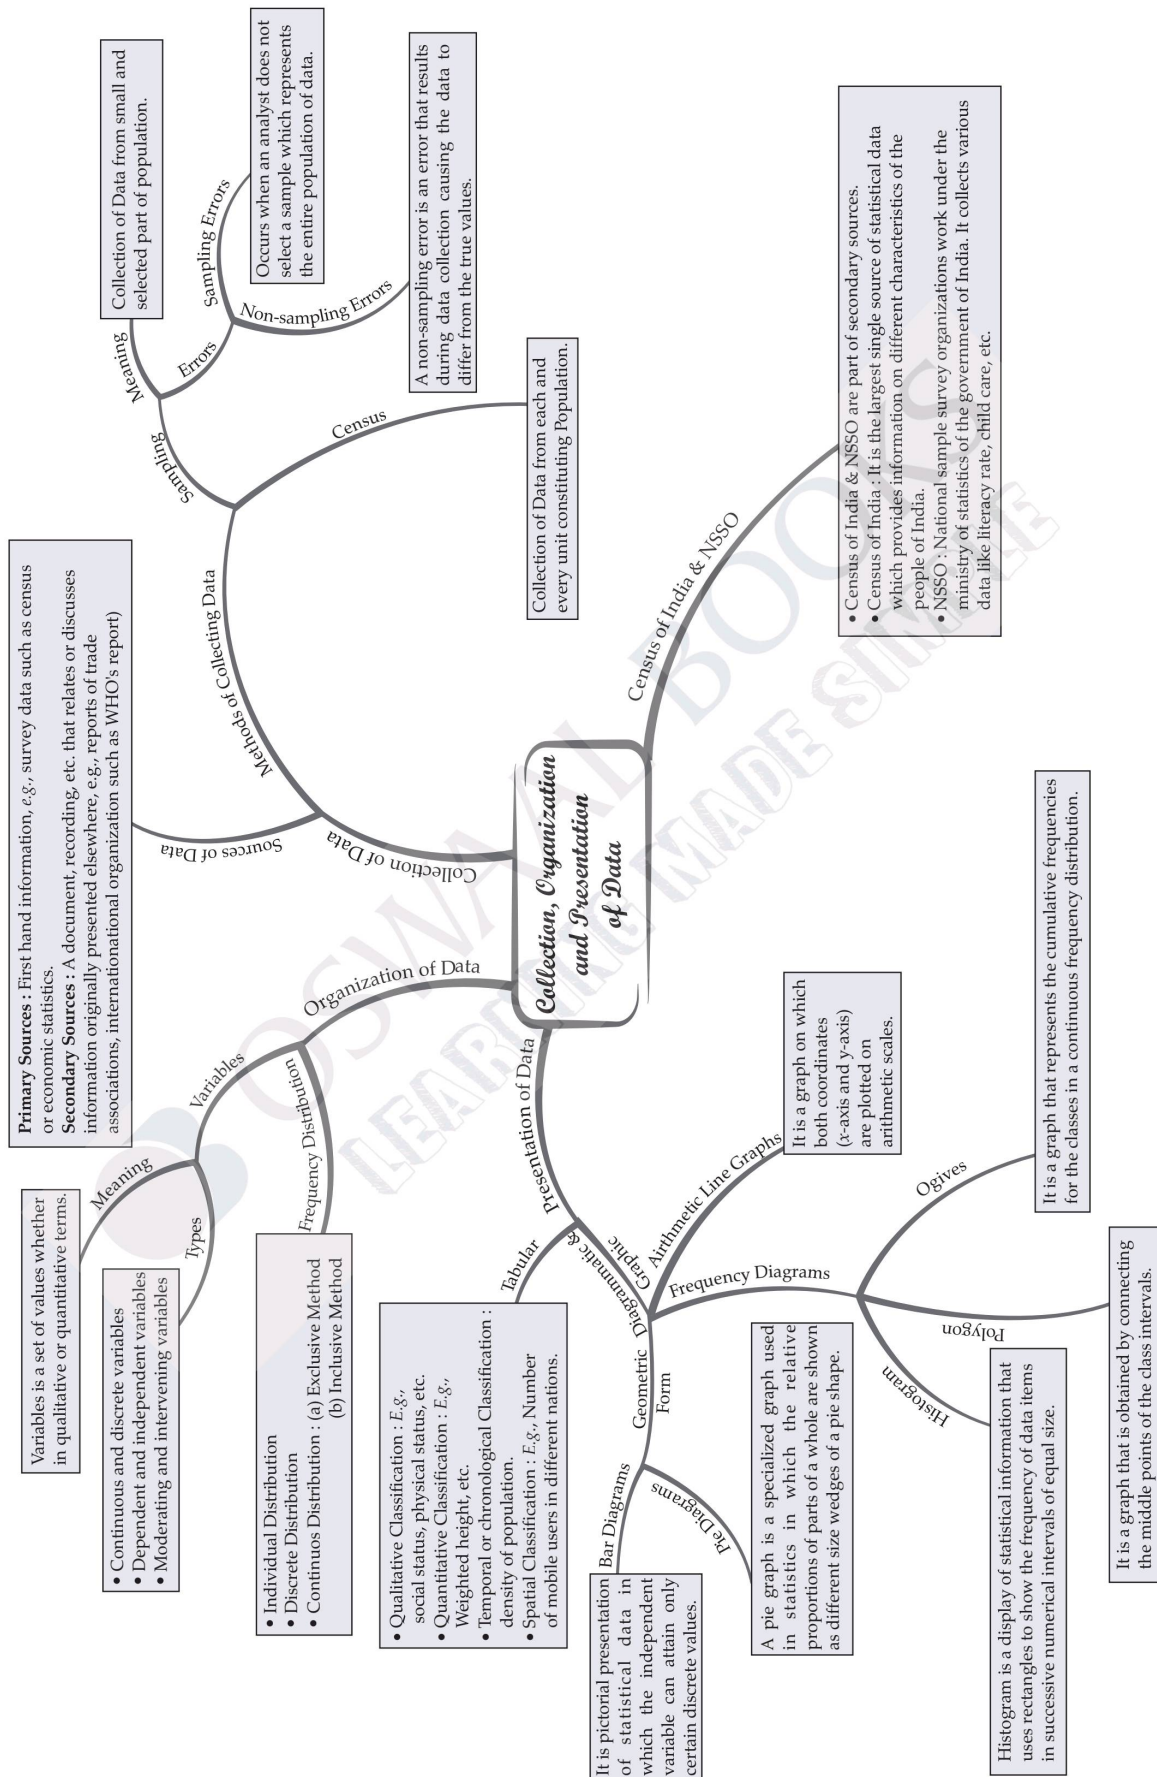 Collection, Organization
and Presentation
of Data
Collection of Data
Sources of Data
Primary Sources : First hand information, e.g., survey data such as census
or economic statistics.
Secondary Sources : A document, recording, etc. that relates or discusses
information originally presented elsewhere, e.g., reports of trade
associations, internatinational organization such as WHO's report)
Methods of Collecting Data
Sampling
Meaning
Collection of Data from small and
selected part of population.
Errors
Sampling Errors
Occurs when an analyst does not
select a sample which represents
the entire population of data.
Non-sampling Errors
A non-sampling error is an error that results
during data collection causing the data to
differ from the true values.
Census
Collection of Data from each and
every unit constituting Population.
Census of India & NSSO
• Census of India & NSSO are part of secondary sources.
• Census of India : It is the largest single source of statistical data
which provides information on different characteristics of the
people of India.
• NSSO : National sample survey organizations work under the
ministry of statistics of the government of India. It collects various
data like literacy rate, child care, etc.
Organization of Data
Variables
Meaning
Variables is a set of values whether
in qualitative or quantitative terms.
Types
• Continuous and discrete variables
• Dependent and independent variables
• Moderating and intervening variables
Frequency Distribution
• Individual Distribution
• Discrete Distribution
• Continuos Distribution : (a) Exclusive Method
(b) Inclusive Method
Presentation of Data
Tabular
• Qualitative Classification : E.g.,
social status, physical status, etc.
• Quantitative Classification : E.g.,
Weighted height, etc.
• Temporal or chronological Classification :
density of population.
• Spatial Classification : E.g., Number
of mobile users in different nations.
Diagrammatic &
Graphic
Geometric
Form
Bar Diagrams
It is pictorial presentation
of statistical data in
which the independent
variable can attain only
certain discrete values.
Pie Diagrams
A pie graph is a specialized graph used
in statistics in which the relative
proportions of parts of a whole are shown
as different size wedges of a pie shape.
Frequency Diagrams
Histogram
Histogram is a display of statistical information that
uses rectangles to show the frequency of data items
in successive numerical intervals of equal size.
Polygon
It is a graph that is obtained by connecting
the middle points of the class intervals.
Ogives
It is a graph that represents the cumulative frequencies
for the classes in a continuous frequency distribution.
Airthmetic Line Graphs
It is a graph on which
both coordinates
(x-axis and y-axis)
are plotted on
arithmetic scales.
OSWAAL BOOKS
LEARNING MADE SIMPLE